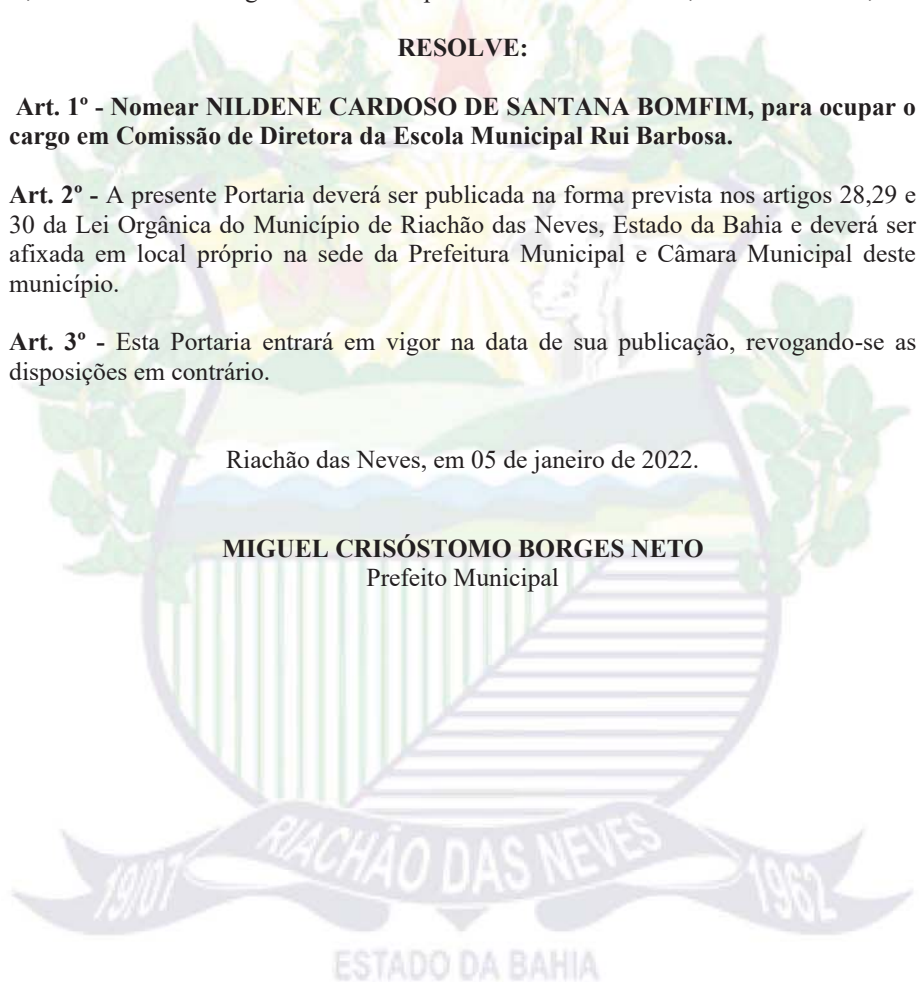 RESOLVE:
Art. 1º - Nomear NILDENE CARDOSO DE SANTANA BOMFIM, para ocupar o
cargo em Comissão de Diretora da Escola Municipal Rui Barbosa.
Art. 2º - A presente Portaria deverá ser publicada na forma prevista nos artigos 28,29 e
30 da Lei Orgânica do Município de Riachão das Neves, Estado da Bahia e deverá ser
afixada em local próprio na sede da Prefeitura Municipal e Câmara Municipal deste
município.
Art. 3º - Esta Portaria entrará em vigor na data de sua publicação, revogando-se as
disposições em contrário.
Riachão das Neves, em 05 de janeiro de 2022.
MIGUEL CRISÓSTOMO BORGES NETO
Prefeito Municipal
RIACHÃO DAS NEVES
19/07 1962
ESTADO DA BAHIA